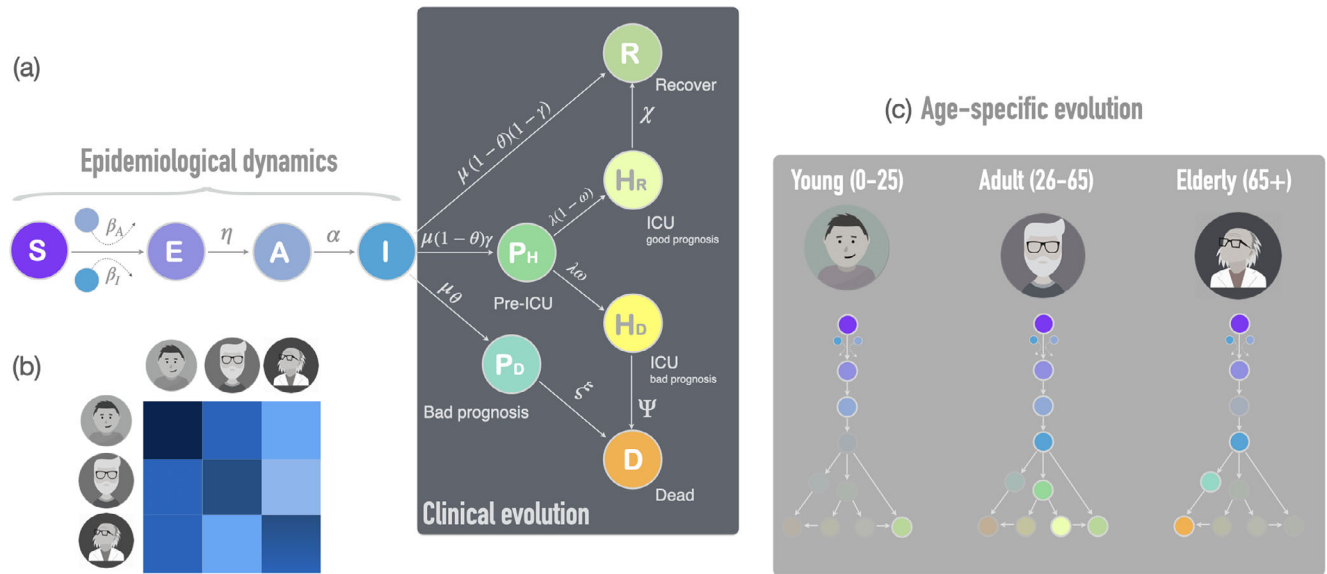 (a)
Epidemiological dynamics
S
β_A
β_I
E
η
A
α
I
μ(1−θ)(1−γ)
μ(1−θ)γ
μθ
R
Recover
χ
H_R
ICU
good prognosis
λ(1−ω)
P_H
Pre-ICU
λω
H_D
ICU
bad prognosis
P_D
Bad prognosis
ξ
Ψ
D
Dead
Clinical evolution
(b)
(c) Age-specific evolution
Young (0-25)
Adult (26-65)
Elderly (65+)